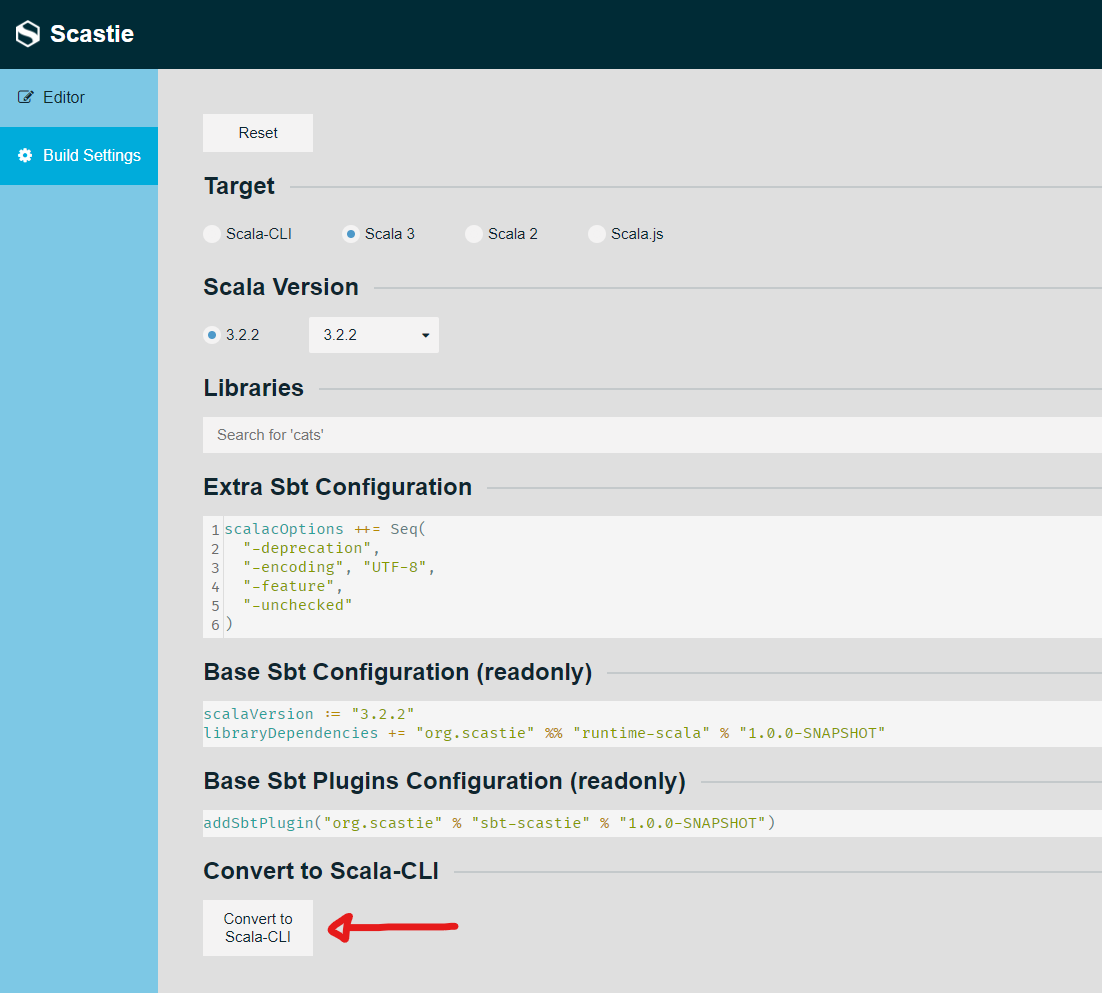 Scastie
Editor
Build Settings
Reset
Target
Scala-CLI Scala 3 Scala 2 Scala.js
Scala Version
3.2.2 3.2.2
Libraries
Search for 'cats'
Extra Sbt Configuration
1 scalacOptions ++= Seq(
2 "-deprecation",
3 "-encoding", "UTF-8",
4 "-feature",
5 "-unchecked"
6 )
Base Sbt Configuration (readonly)
scalaVersion := "3.2.2"
libraryDependencies += "org.scastie" %% "runtime-scala" % "1.0.0-SNAPSHOT"
Base Sbt Plugins Configuration (readonly)
addSbtPlugin("org.scastie" % "sbt-scastie" % "1.0.0-SNAPSHOT")
Convert to Scala-CLI
Convert to
Scala-CLI